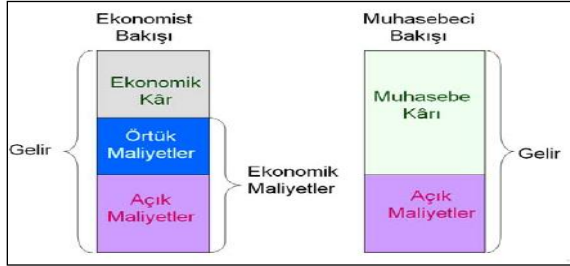 Ekonomist
Bakışı
Muhasebeci
Bakışı
Ekonomik
Kâr
Örtük
Maliyetler
Açık
Maliyetler
Gelir
Ekonomik
Maliyetler
Muhasebe
Kârı
Açık
Maliyetler
Gelir